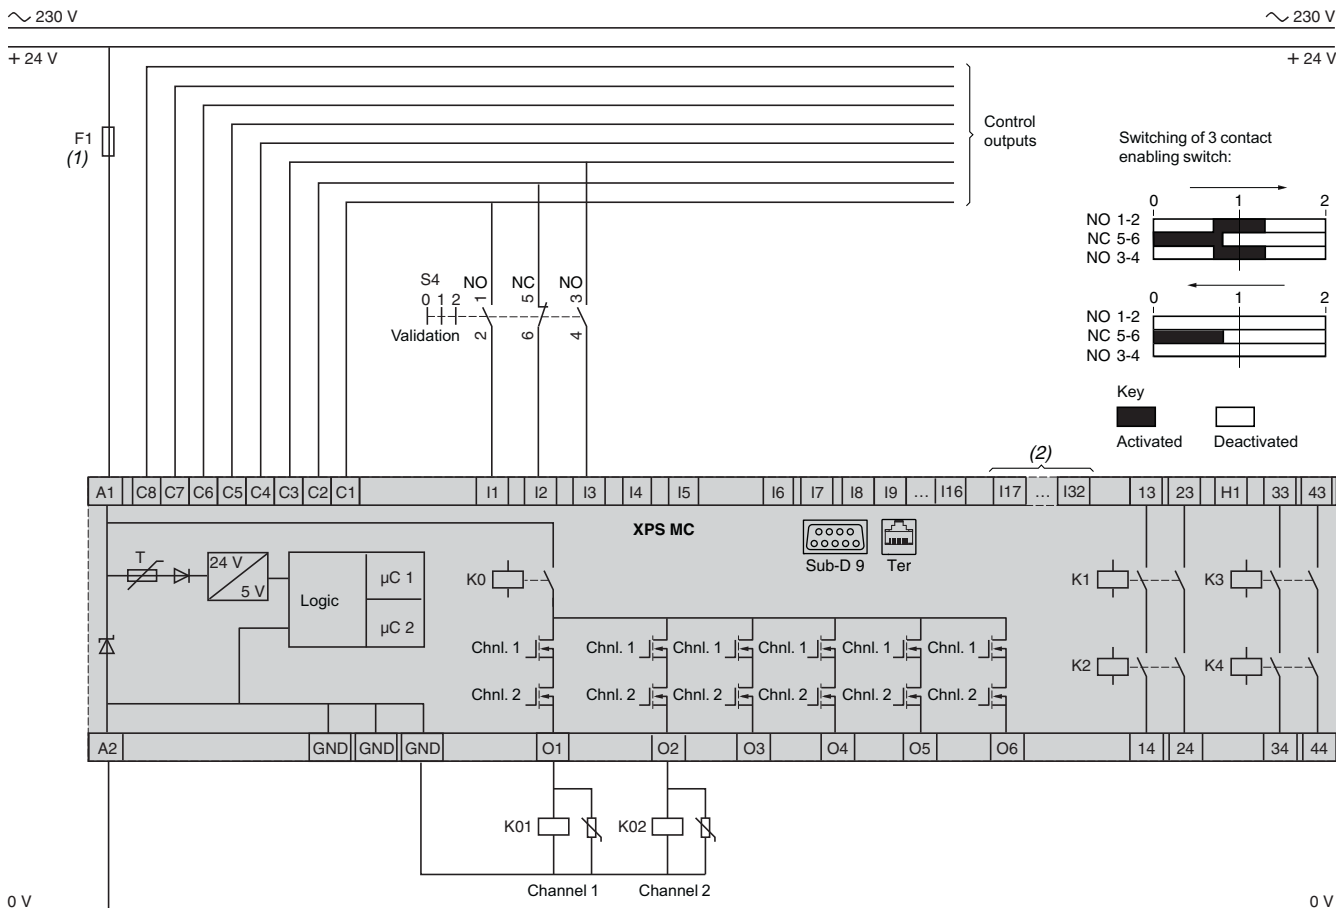 230 V
230 V
+ 24 V
+ 24 V
F1
(1)
Control
outputs
Switching of 3 contact
enabling switch:
0 1 2
NO 1-2
NC 5-6
NO 3-4
0 1 2
NO 1-2
NC 5-6
NO 3-4
Key
Activated Deactivated
S4
0 1 2
Validation
NO NC NO
1 5 3
2 6 4
(2)
A1 C8 C7 C6 C5 C4 C3 C2 C1 I1 I2 I3 I4 I5 I6 I7 I8 I9 ... I16 I17 ... I32 13 23 H1 33 43
XPS MC
Sub-D 9 Ter
T
24 V
5 V
Logic
µC 1
µC 2
K0
K1 K3
K2 K4
Chnl. 1 Chnl. 1 Chnl. 1 Chnl. 1 Chnl. 1 Chnl. 1
Chnl. 2 Chnl. 2 Chnl. 2 Chnl. 2 Chnl. 2 Chnl. 2
A2 GND GND GND O1 O2 O3 O4 O5 O6 14 24 34 44
K01 K02
Channel 1 Channel 2
0 V
0 V